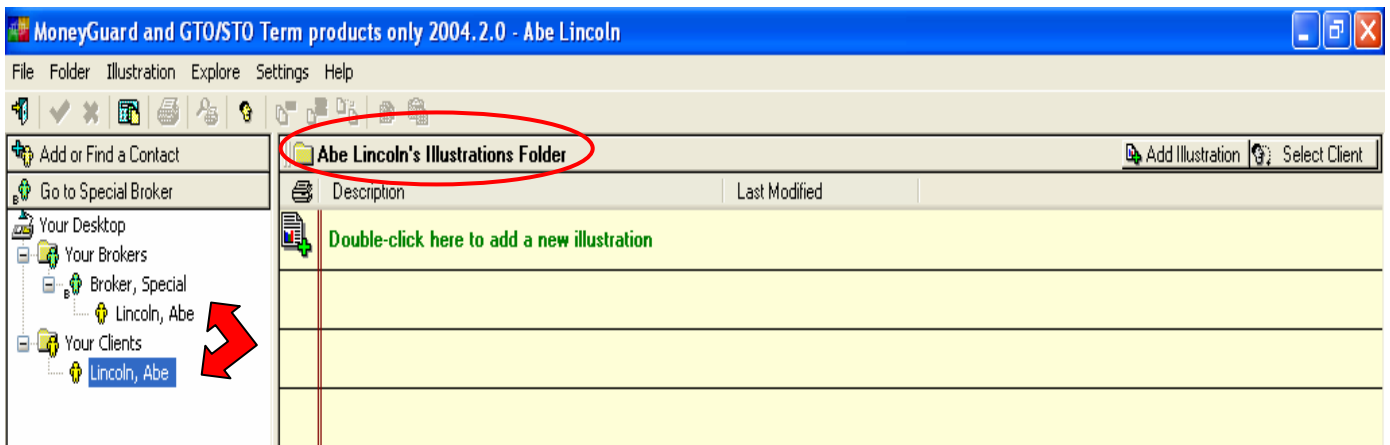 MoneyGuard and GTO/STO Term products only 2004.2.0 - Abe Lincoln
File Folder Illustration Explore Settings Help
Add or Find a Contact
Abe Lincoln's Illustrations Folder
Add Illustration
Select Client
B Go to Special Broker
Description
Last Modified
Your Desktop
Double-click here to add a new illustration
Your Brokers
B Broker, Special
Lincoln, Abe
Your Clients
Lincoln, Abe